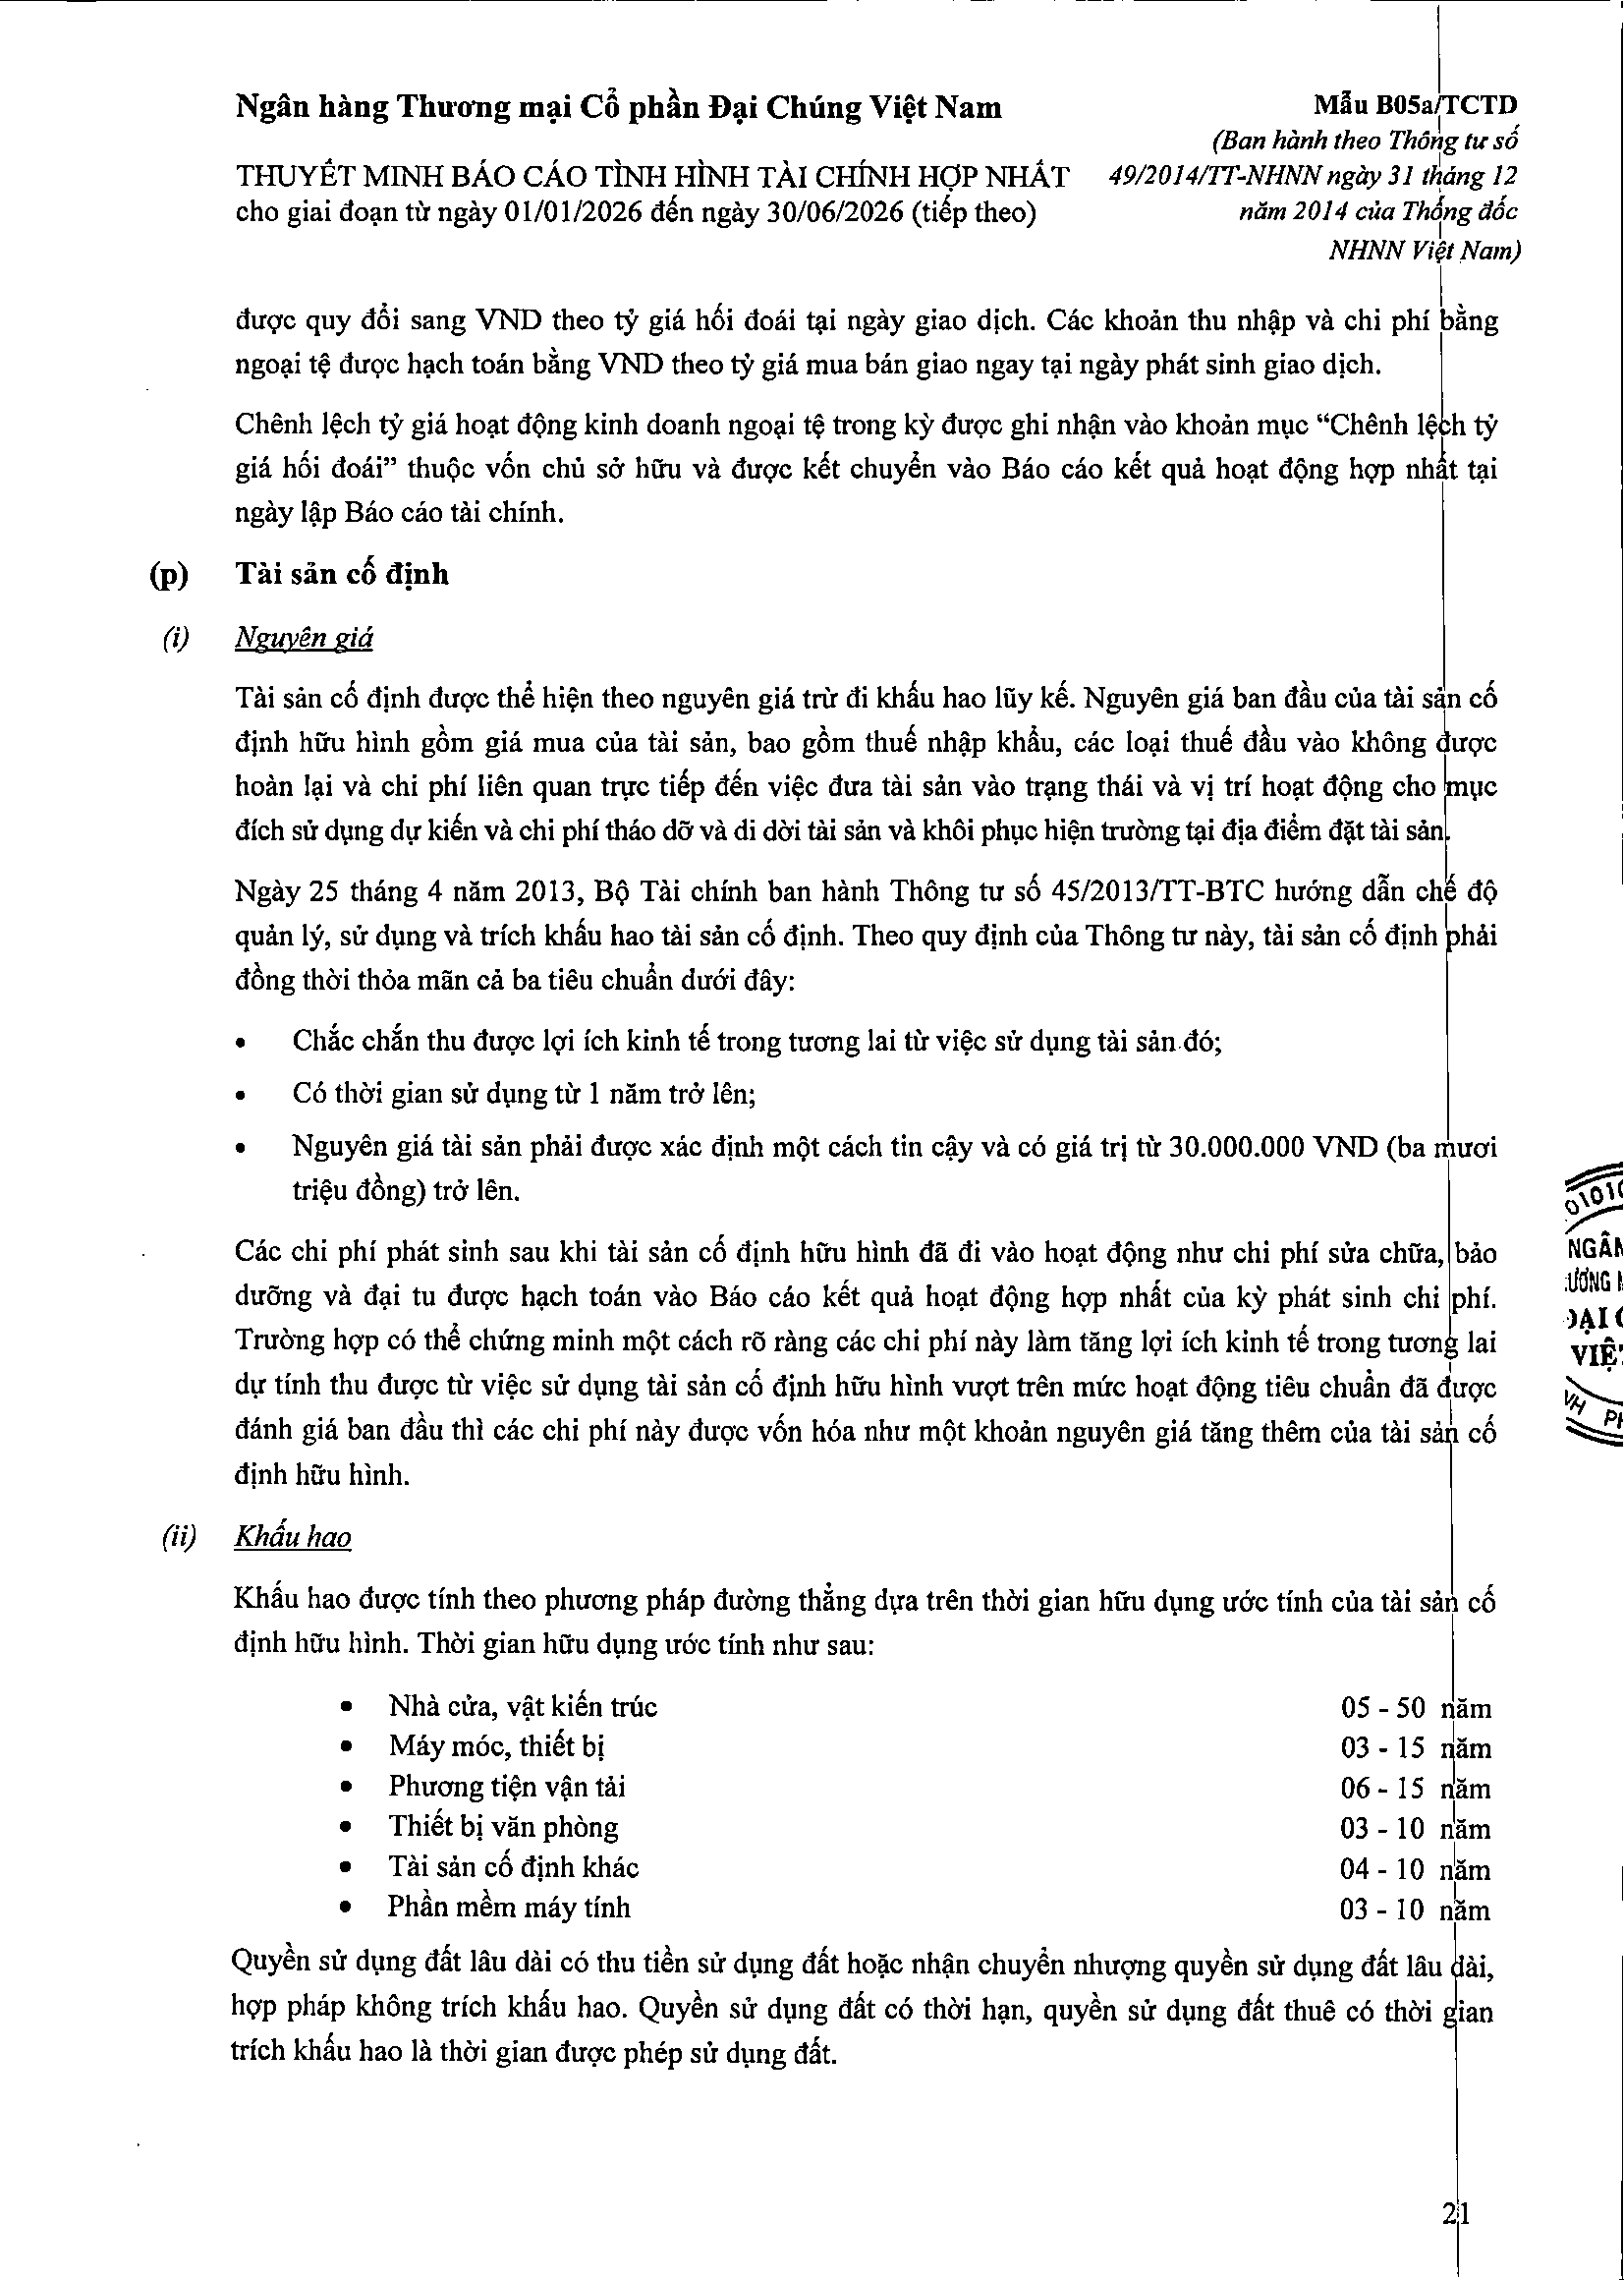 Ngân hàng Thương mại Cổ phần Đại Chúng Việt Nam
Mẫu B05a/TCTD
(Ban hành theo Thông tư số
THUYẾT MINH BÁO CÁO TÌNH HÌNH TÀI CHÍNH HỢP NHẤT
49/2014/TT-NHNN ngày 31 tháng 12
cho giai đoạn từ ngày 01/01/2026 đến ngày 30/06/2026 (tiếp theo)
năm 2014 của Thống đốc
NHNN Việt Nam)
được quy đổi sang VND theo tỷ giá hối đoái tại ngày giao dịch. Các khoản thu nhập và chi phí bằng
ngoại tệ được hạch toán bằng VND theo tỷ giá mua bán giao ngay tại ngày phát sinh giao dịch.
Chênh lệch tỷ giá hoạt động kinh doanh ngoại tệ trong kỳ được ghi nhận vào khoản mục “Chênh lệch tỷ
giá hối đoái” thuộc vốn chủ sở hữu và được kết chuyển vào Báo cáo kết quả hoạt động hợp nhất tại
ngày lập Báo cáo tài chính.
(p) Tài sản cố định
(i) Nguyên giá
Tài sản cố định được thể hiện theo nguyên giá trừ đi khấu hao lũy kế. Nguyên giá ban đầu của tài sản cố
định hữu hình gồm giá mua của tài sản, bao gồm thuế nhập khẩu, các loại thuế đầu vào không được
hoàn lại và chi phí liên quan trực tiếp đến việc đưa tài sản vào trạng thái và vị trí hoạt động cho mục
đích sử dụng dự kiến và chi phí tháo dỡ và di dời tài sản và khôi phục hiện trường tại địa điểm đặt tài sản.
Ngày 25 tháng 4 năm 2013, Bộ Tài chính ban hành Thông tư số 45/2013/TT-BTC hướng dẫn chế độ
quản lý, sử dụng và trích khấu hao tài sản cố định. Theo quy định của Thông tư này, tài sản cố định phải
đồng thời thỏa mãn cả ba tiêu chuẩn dưới đây:
• Chắc chắn thu được lợi ích kinh tế trong tương lai từ việc sử dụng tài sản đó;
• Có thời gian sử dụng từ 1 năm trở lên;
• Nguyên giá tài sản phải được xác định một cách tin cậy và có giá trị từ 30.000.000 VND (ba mươi
triệu đồng) trở lên.
Các chi phí phát sinh sau khi tài sản cố định hữu hình đã đi vào hoạt động như chi phí sửa chữa, bảo
dưỡng và đại tu được hạch toán vào Báo cáo kết quả hoạt động hợp nhất của kỳ phát sinh chi phí.
Trường hợp có thể chứng minh một cách rõ ràng các chi phí này làm tăng lợi ích kinh tế trong tương lai
dự tính thu được từ việc sử dụng tài sản cố định hữu hình vượt trên mức hoạt động tiêu chuẩn đã được
đánh giá ban đầu thì các chi phí này được vốn hóa như một khoản nguyên giá tăng thêm của tài sản cố
định hữu hình.
NGÂN
VIỆT
(ii) Khấu hao
Khấu hao được tính theo phương pháp đường thẳng dựa trên thời gian hữu dụng ước tính của tài sản cố
định hữu hình. Thời gian hữu dụng ước tính như sau:
• Nhà cửa, vật kiến trúc 05 - 50 năm
• Máy móc, thiết bị 03 - 15 năm
• Phương tiện vận tải 06 - 15 năm
• Thiết bị văn phòng 03 - 10 năm
• Tài sản cố định khác 04 - 10 năm
• Phần mềm máy tính 03 - 10 năm
Quyền sử dụng đất lâu dài có thu tiền sử dụng đất hoặc nhận chuyển nhượng quyền sử dụng đất lâu dài,
hợp pháp không trích khấu hao. Quyền sử dụng đất có thời hạn, quyền sử dụng đất thuê có thời gian
trích khấu hao là thời gian được phép sử dụng đất.
21